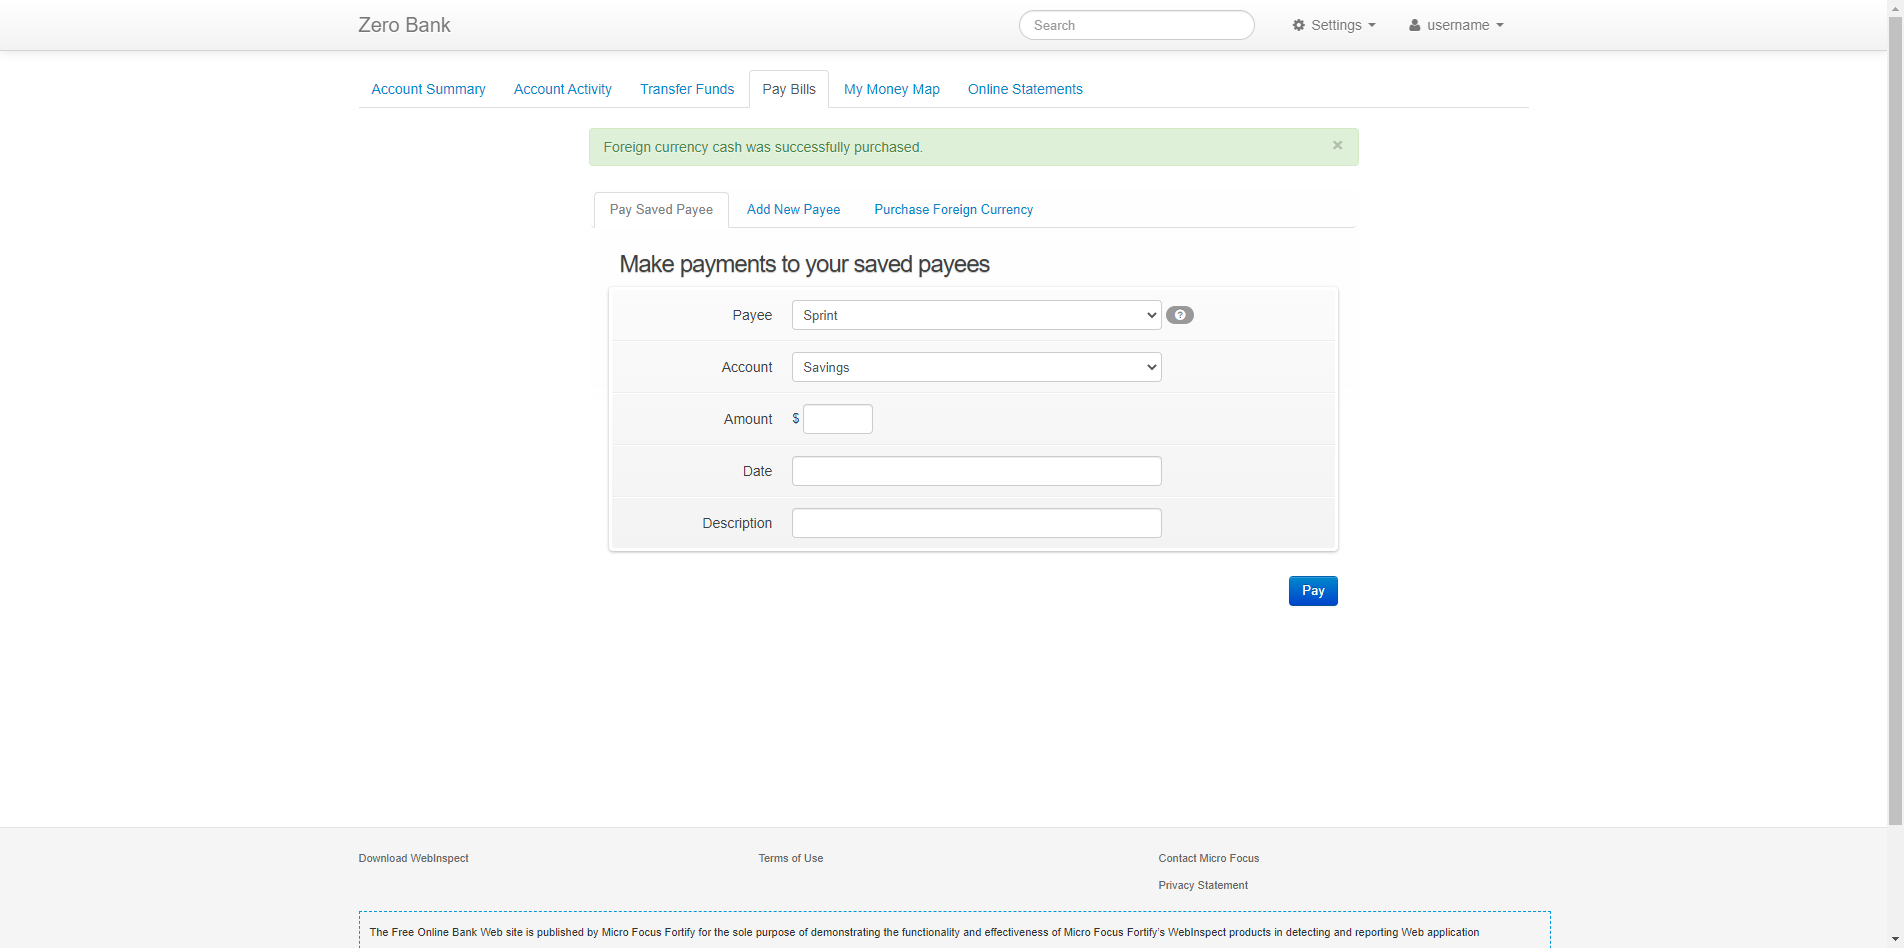 Zero Bank
Search
Settings
username
Account Summary
Account Activity
Transfer Funds
Pay Bills
My Money Map
Online Statements
Foreign currency cash was successfully purchased.
×
Pay Saved Payee
Add New Payee
Purchase Foreign Currency
Make payments to your saved payees
Payee
Sprint
?
Account
Savings
Amount
$
Date
Description
Pay
Download WebInspect
Terms of Use
Contact Micro Focus
Privacy Statement
The Free Online Bank Web site is published by Micro Focus Fortify for the sole purpose of demonstrating the functionality and effectiveness of Micro Focus Fortify's WebInspect products in detecting and reporting Web application